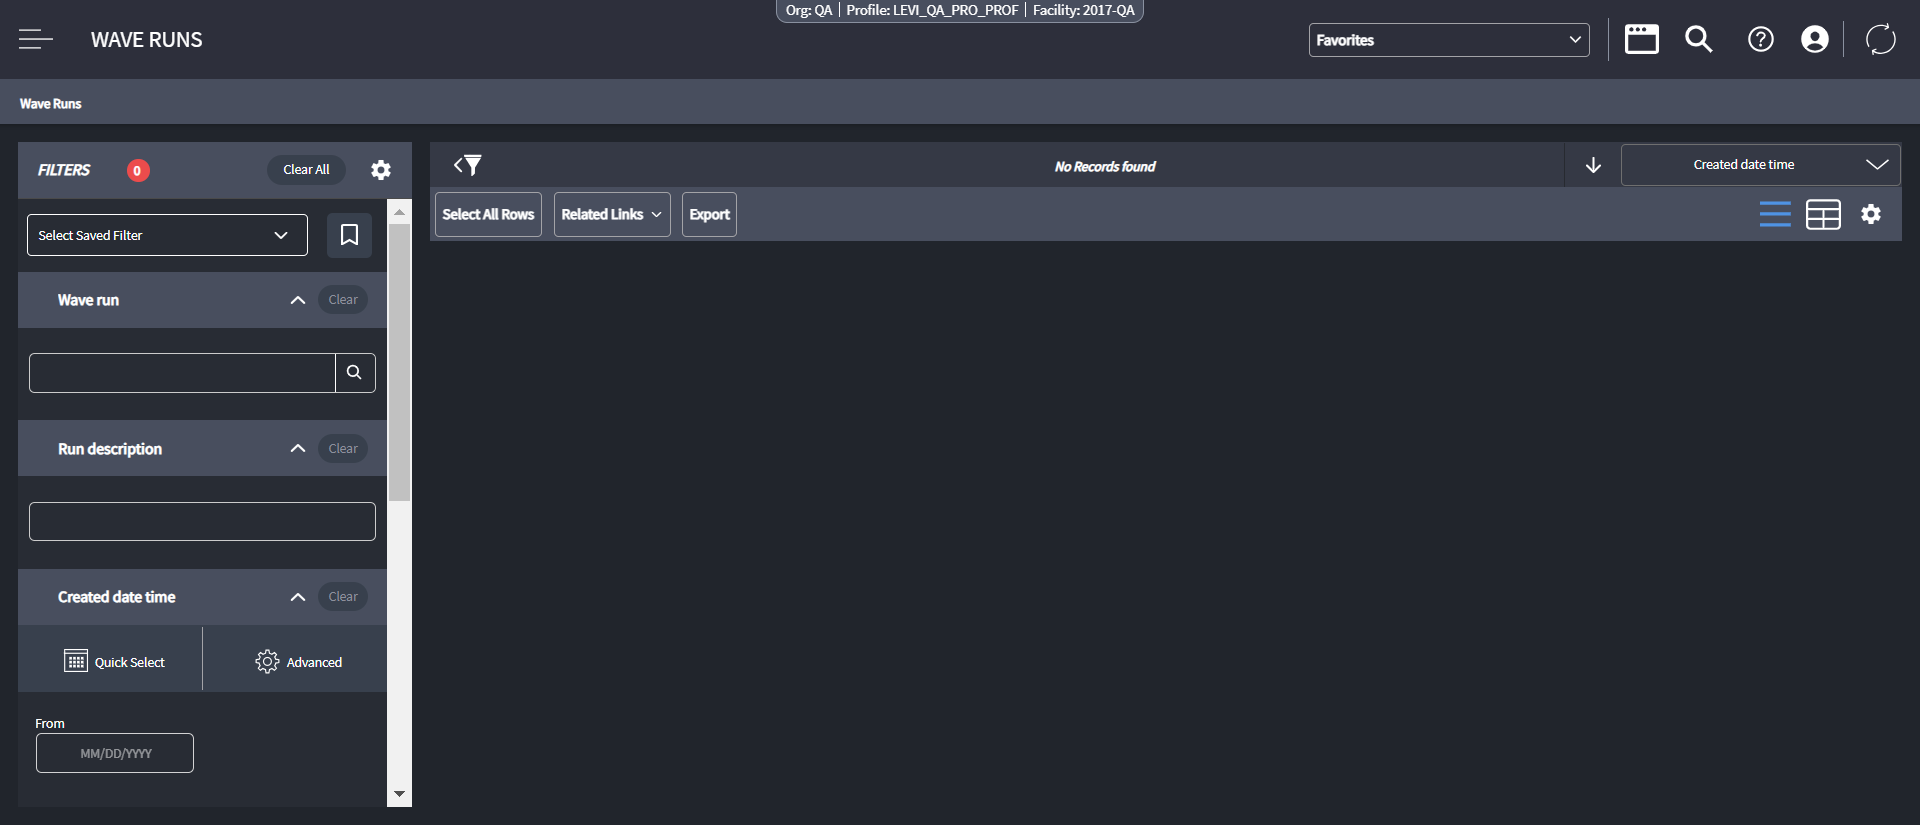 Org: QA | Profile: LEVI_QA_PRO_PROF | Facility: 2017-QA
WAVE RUNS
Favorites
Wave Runs
FILTERS 0 Clear All
Select Saved Filter
Wave run Clear
Run description Clear
Created date time Clear
Quick Select Advanced
From
MM/DD/YYYY
No Records found
Created date time
Select All Rows Related Links Export